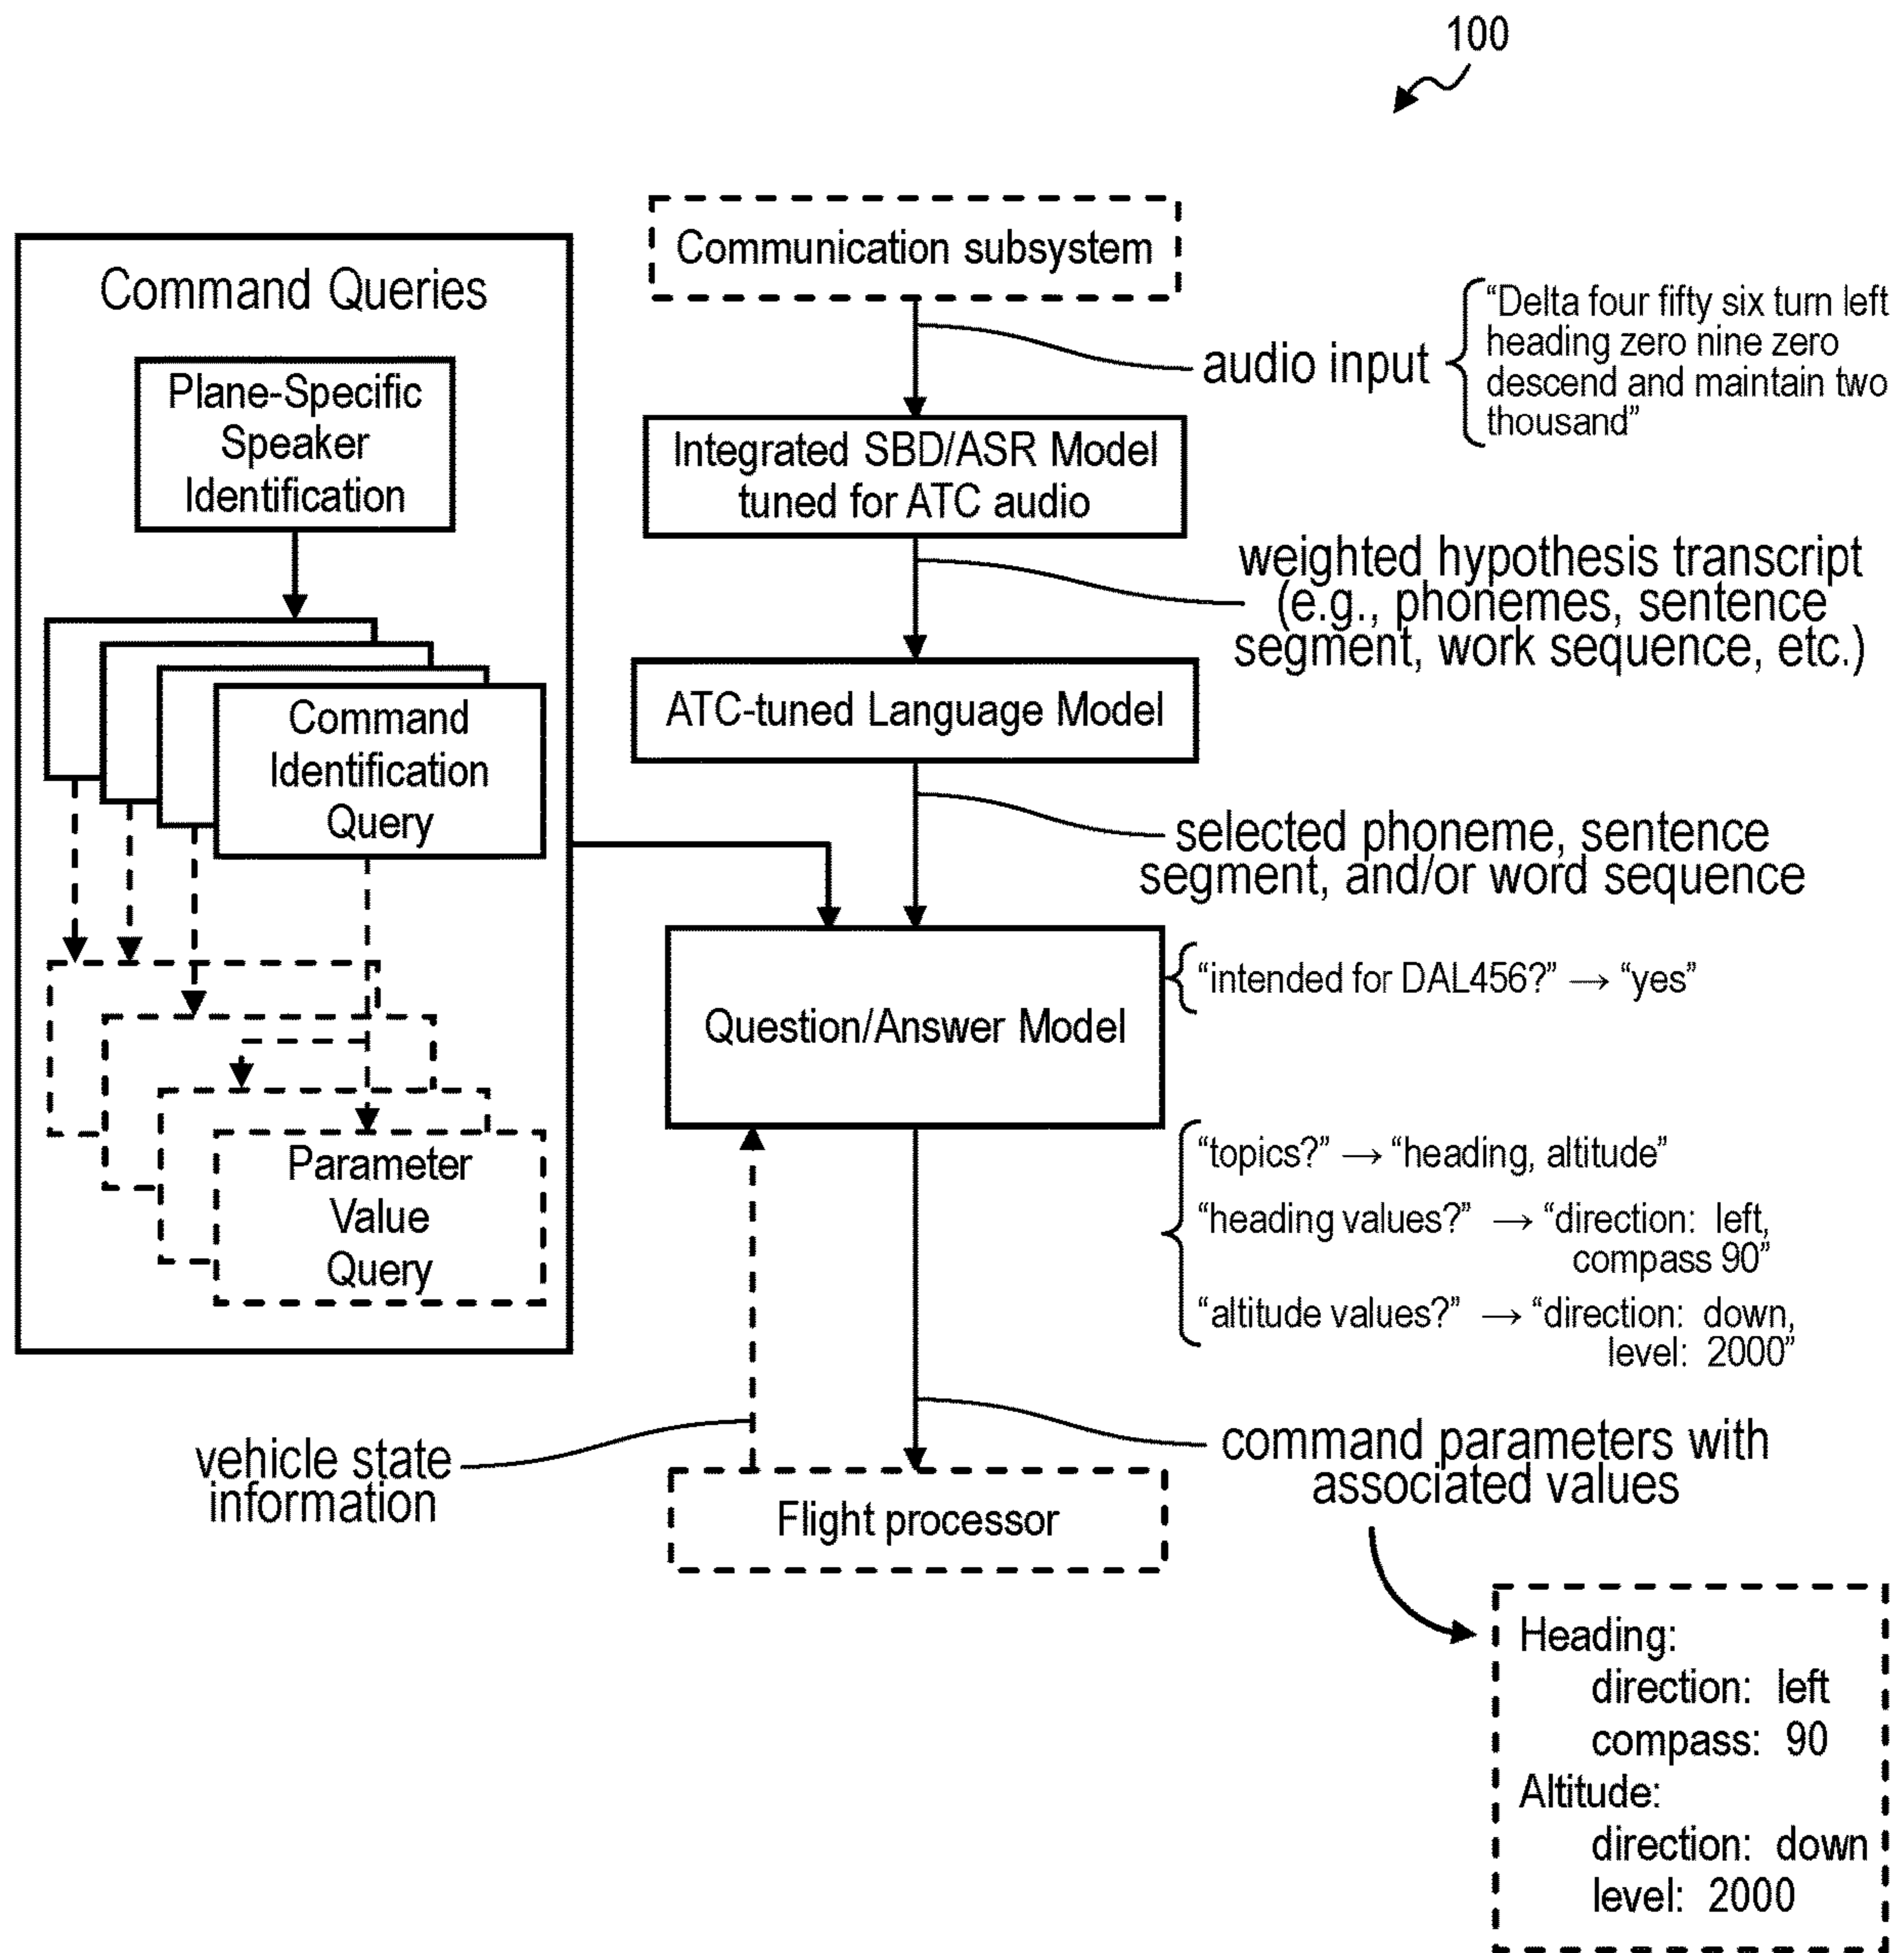 100
Command Queries
Plane-Specific
Speaker
Identification
Command
Identification
Query
Parameter
Value
Query
Communication subsystem
audio input
“Delta four fifty six turn left
heading zero nine zero
descend and maintain two
thousand”
Integrated SBD/ASR Model
tuned for ATC audio
weighted hypothesis transcript
(e.g., phonemes, sentence
segment, work sequence, etc.)
ATC-tuned Language Model
selected phoneme, sentence
segment, and/or word sequence
Question/Answer Model
“intended for DAL456?” → “yes”
“topics?” → “heading, altitude”
“heading values?” → “direction: left,
compass 90”
“altitude values?” → “direction: down,
level: 2000”
vehicle state
information
command parameters with
associated values
Flight processor
Heading:
direction: left
compass: 90
Altitude:
direction: down
level: 2000